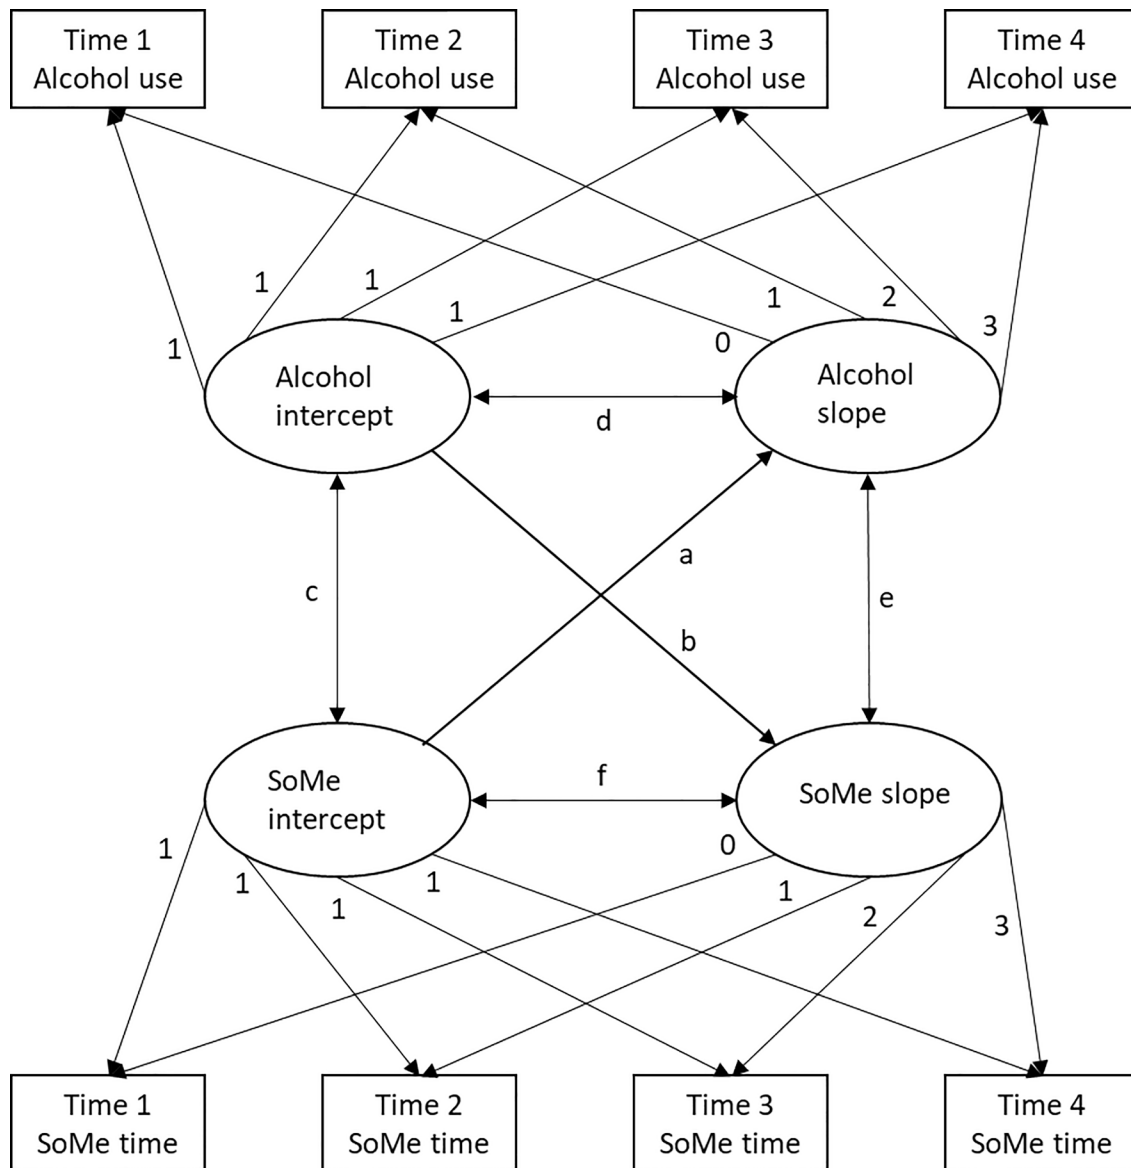 Time 1
Alcohol use
Time 2
Alcohol use
Time 3
Alcohol use
Time 4
Alcohol use
1
1
1
1
0
1
2
3
Alcohol
intercept
Alcohol
slope
d
a
c
e
b
SoMe
intercept
f
SoMe slope
1
1
1
1
0
1
2
3
Time 1
SoMe time
Time 2
SoMe time
Time 3
SoMe time
Time 4
SoMe time